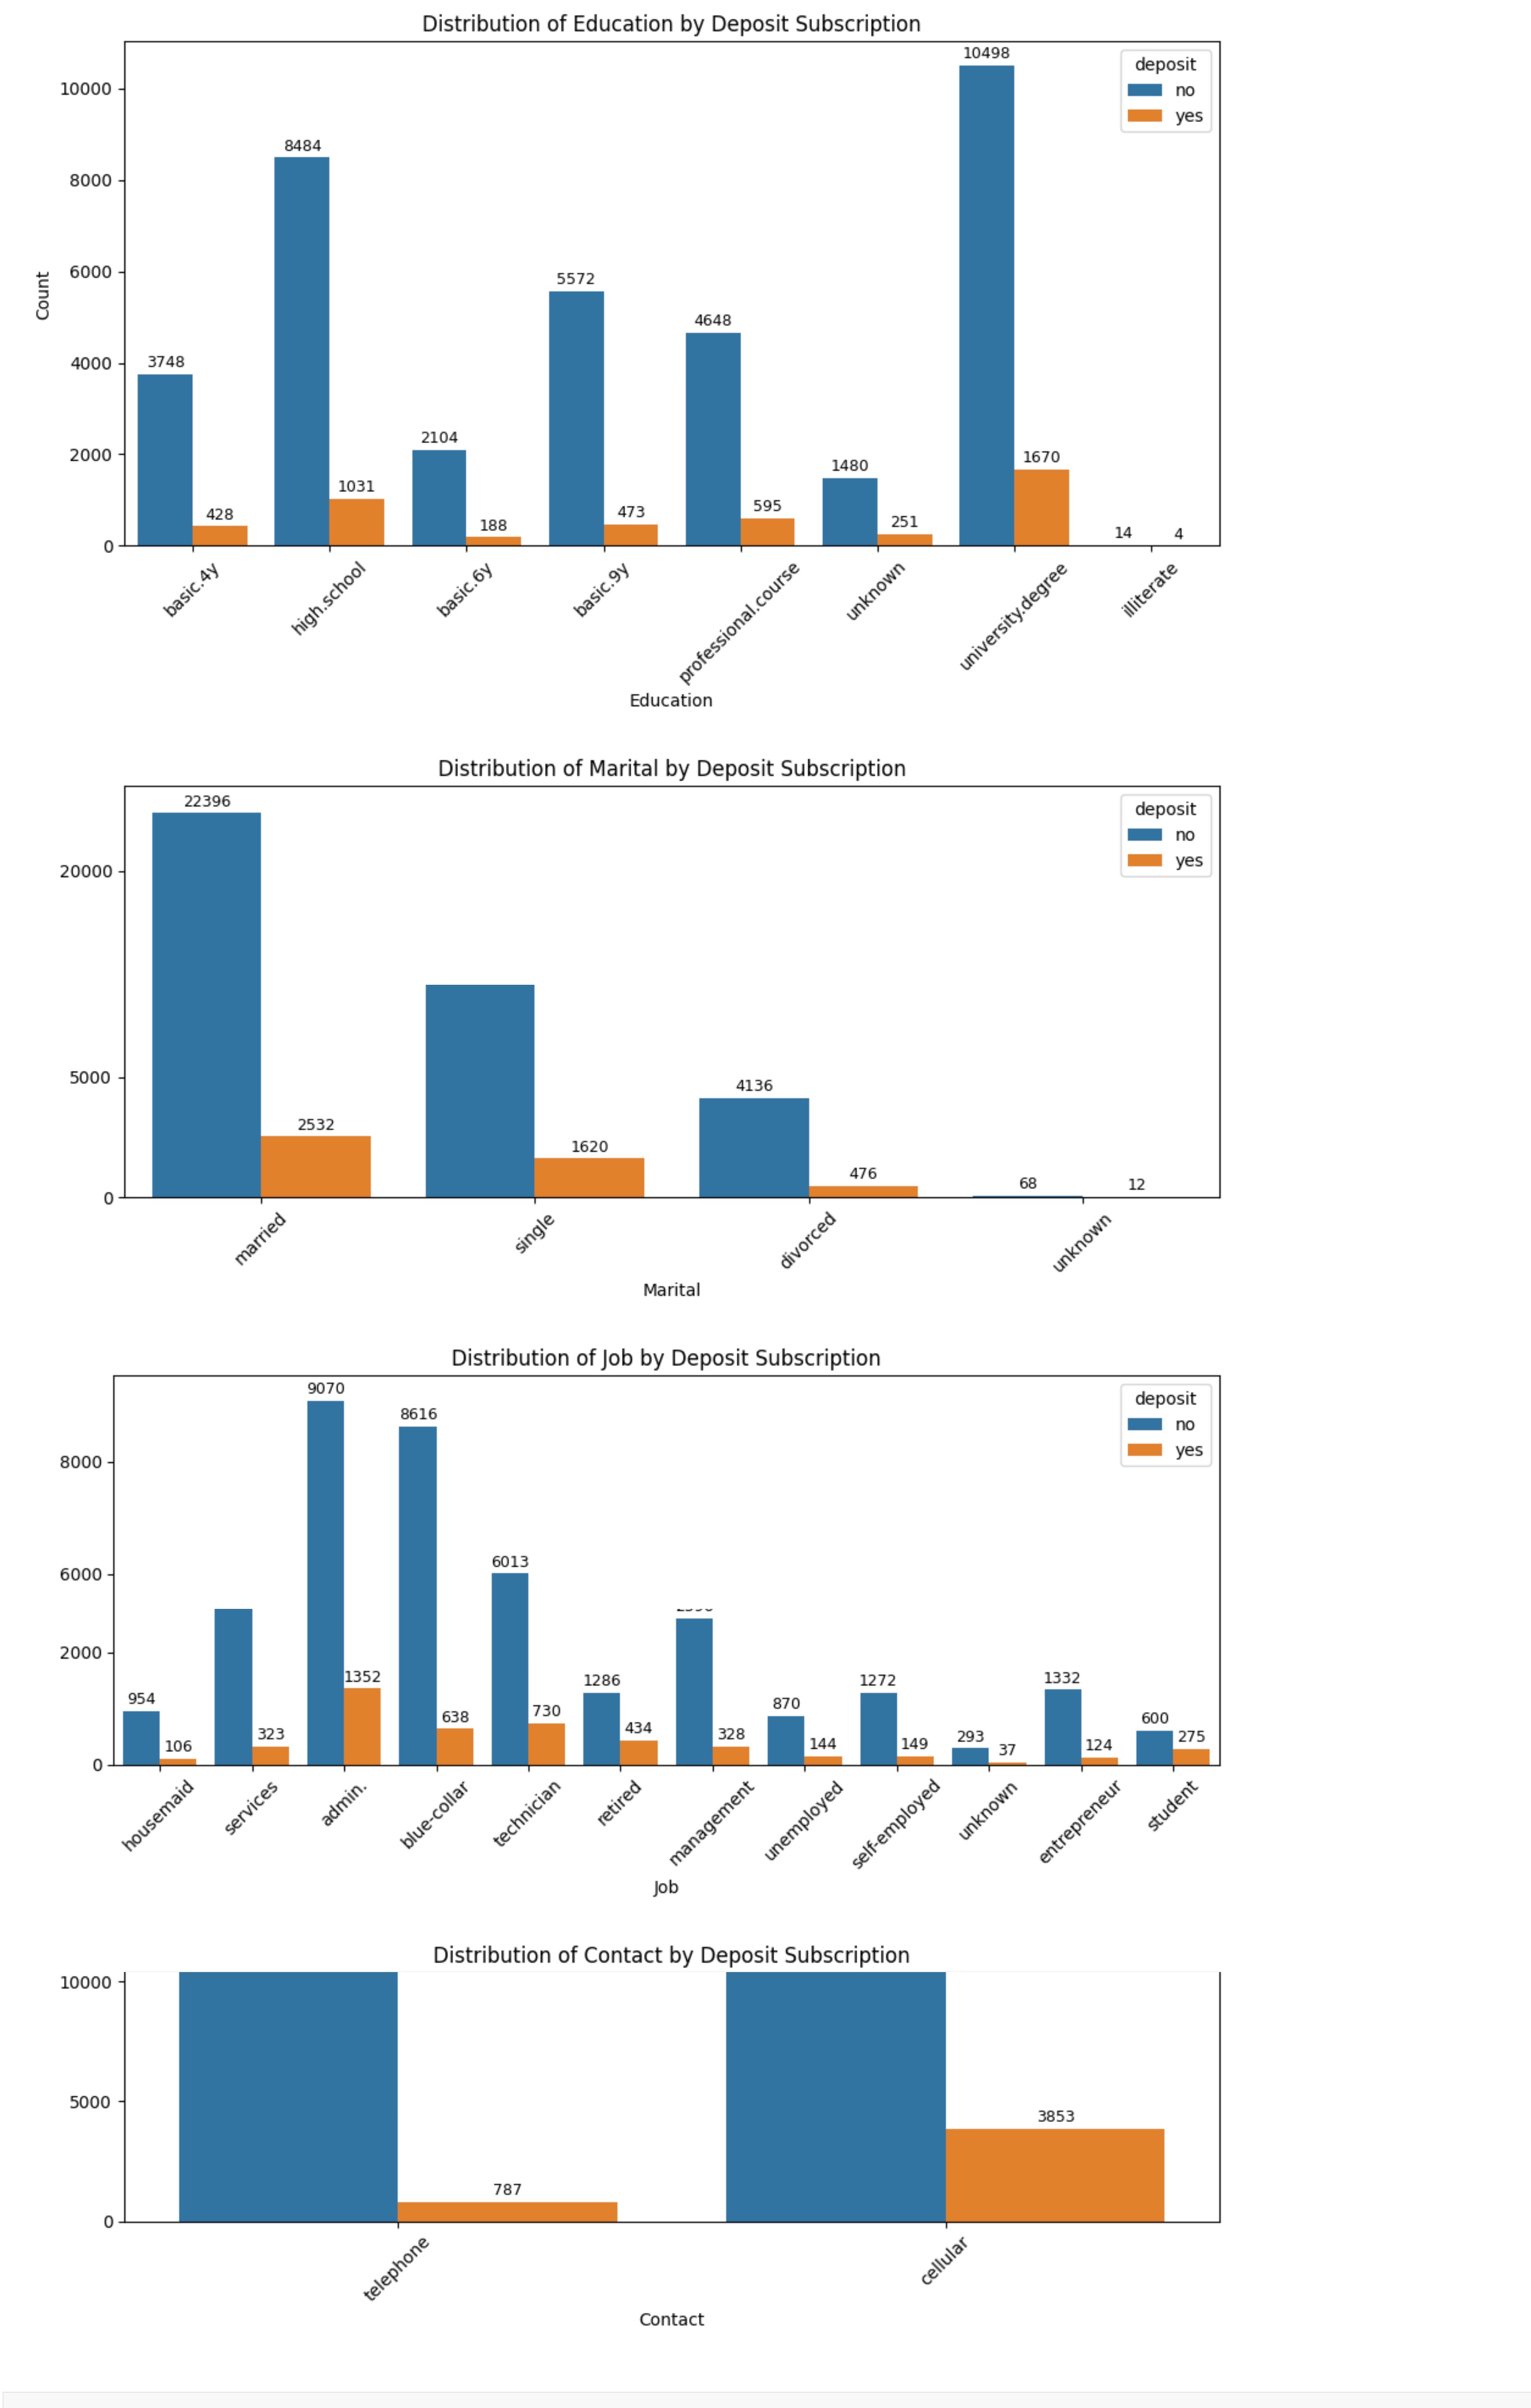 Distribution of Education by Deposit Subscription
10498
deposit
no
yes
10000
8484
8000
Count
6000
5572
4648
4000
3748
2104
2000
1480
1670
1031
428
188
473
595
251
14
4
0
basic.4y
high.school
basic.6y
basic.9y
professional.course
unknown
university.degree
illiterate
Education
Distribution of Marital by Deposit Subscription
22396
deposit
no
yes
20000
5000
4136
2532
1620
476
68
12
0
married
single
divorced
unknown
Marital
Distribution of Job by Deposit Subscription
9070
8616
deposit
no
yes
8000
6013
6000
2000
954
106
323
1352
638
730
1286
434
328
870
144
1272
149
293
37
1332
124
600
275
0
housemaid
services
admin.
blue-collar
technician
retired
management
unemployed
self-employed
unknown
entrepreneur
student
Job
Distribution of Contact by Deposit Subscription
10000
5000
3853
787
0
telephone
cellular
Contact